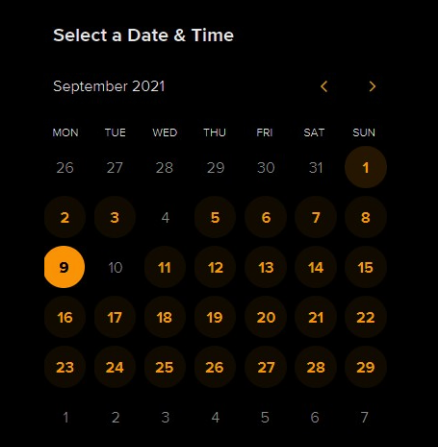 Select a Date & Time
September 2021
MON TUE WED THU FRI SAT SUN
26 27 28 29 30 31 1
2 3 4 5 6 7 8
9 10 11 12 13 14 15
16 17 18 19 20 21 22
23 24 25 26 27 28 29
1 2 3 4 5 6 7